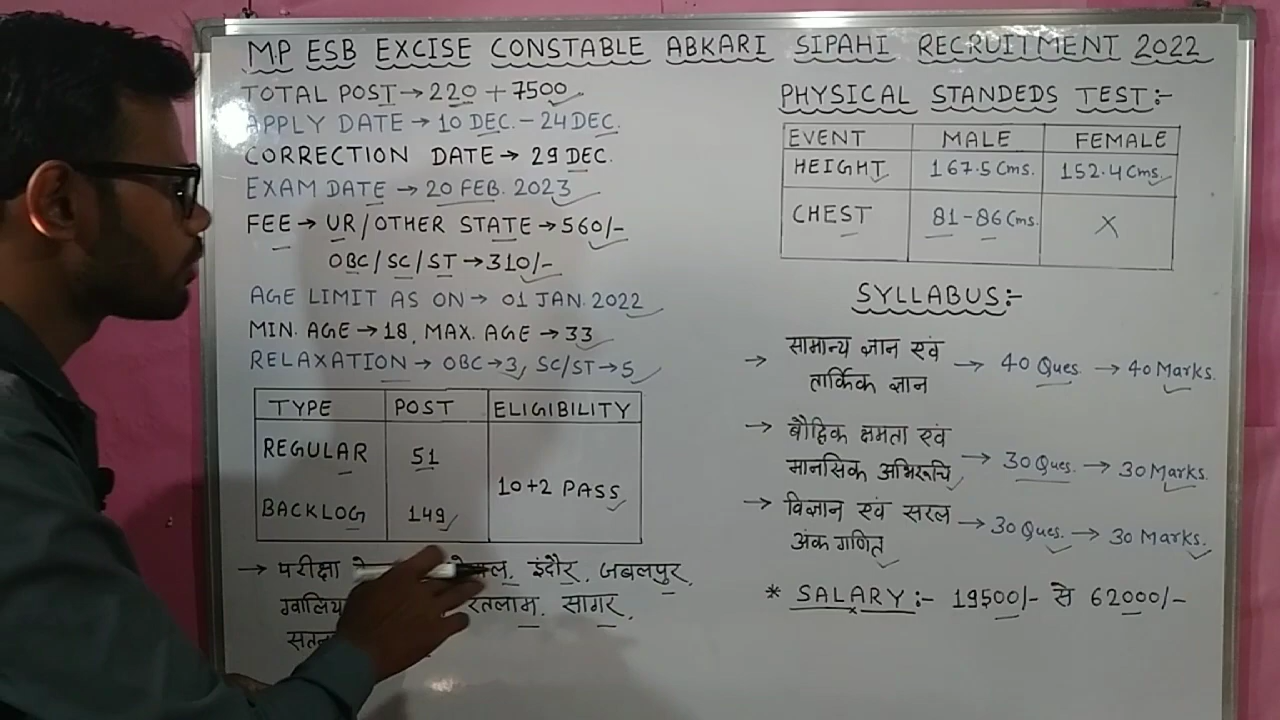 MP ESB EXCISE CONSTABLE ABKARI SIPAHI RECRUITMENT 2022
TOTAL POST → 220 + 7500
APPLY DATE → 10 DEC. - 24 DEC.
CORRECTION DATE → 29 DEC.
EXAM DATE → 20 FEB. 2023
FEE → UR/OTHER STATE → 560/-
OBC/SC/ST → 310/-
AGE LIMIT AS ON → 01 JAN. 2022
MIN. AGE → 18, MAX. AGE → 33
RELAXATION → OBC → 3, SC/ST → 5
TYPE POST ELIGIBILITY
REGULAR 51
10+2 PASS
BACKLOG 149
→ परीक्षा इंदौर, जबलपुर,
रतलाम, सागर,
PHYSICAL STANDEDS TEST:-
EVENT MALE FEMALE
HEIGHT 167.5 Cms. 152.4 Cms.
CHEST 81-86 Cms. X
SYLLABUS:-
→ सामान्य ज्ञान एवं
तार्किक ज्ञान → 40 Ques. → 40 Marks.
→ बौद्धिक क्षमता एवं
मानसिक अभिरूचि → 30 Ques. → 30 Marks.
→ विज्ञान एवं सरल
अंक गणित → 30 Ques. → 30 Marks.
* SALARY:- 19500/- से 62000/-